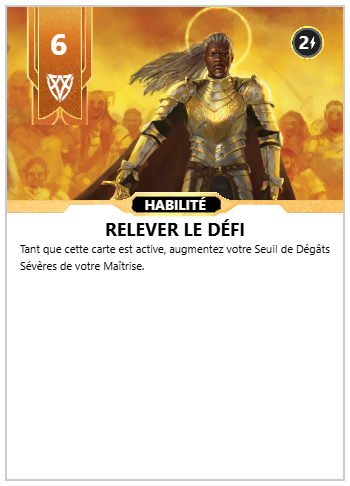 6
2
HABILITÉ
RELEVER LE DÉFI
Tant que cette carte est active, augmentez votre Seuil de Dégâts
Sévères de votre Maîtrise.